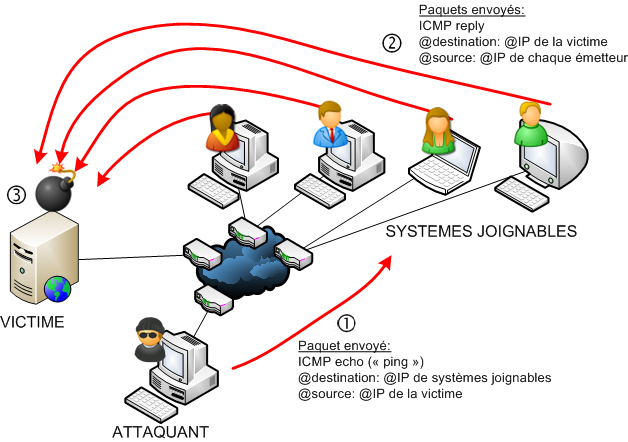 Paquets envoyés:
ICMP reply
@destination: @IP de la victime
@source: @IP de chaque émetteur
②
③
SYSTEMES JOIGNABLES
VICTIME
①
Paquet envoyé:
ICMP echo (« ping »)
@destination: @IP de systèmes joignables
@source: @IP de la victime
ATTAQUANT